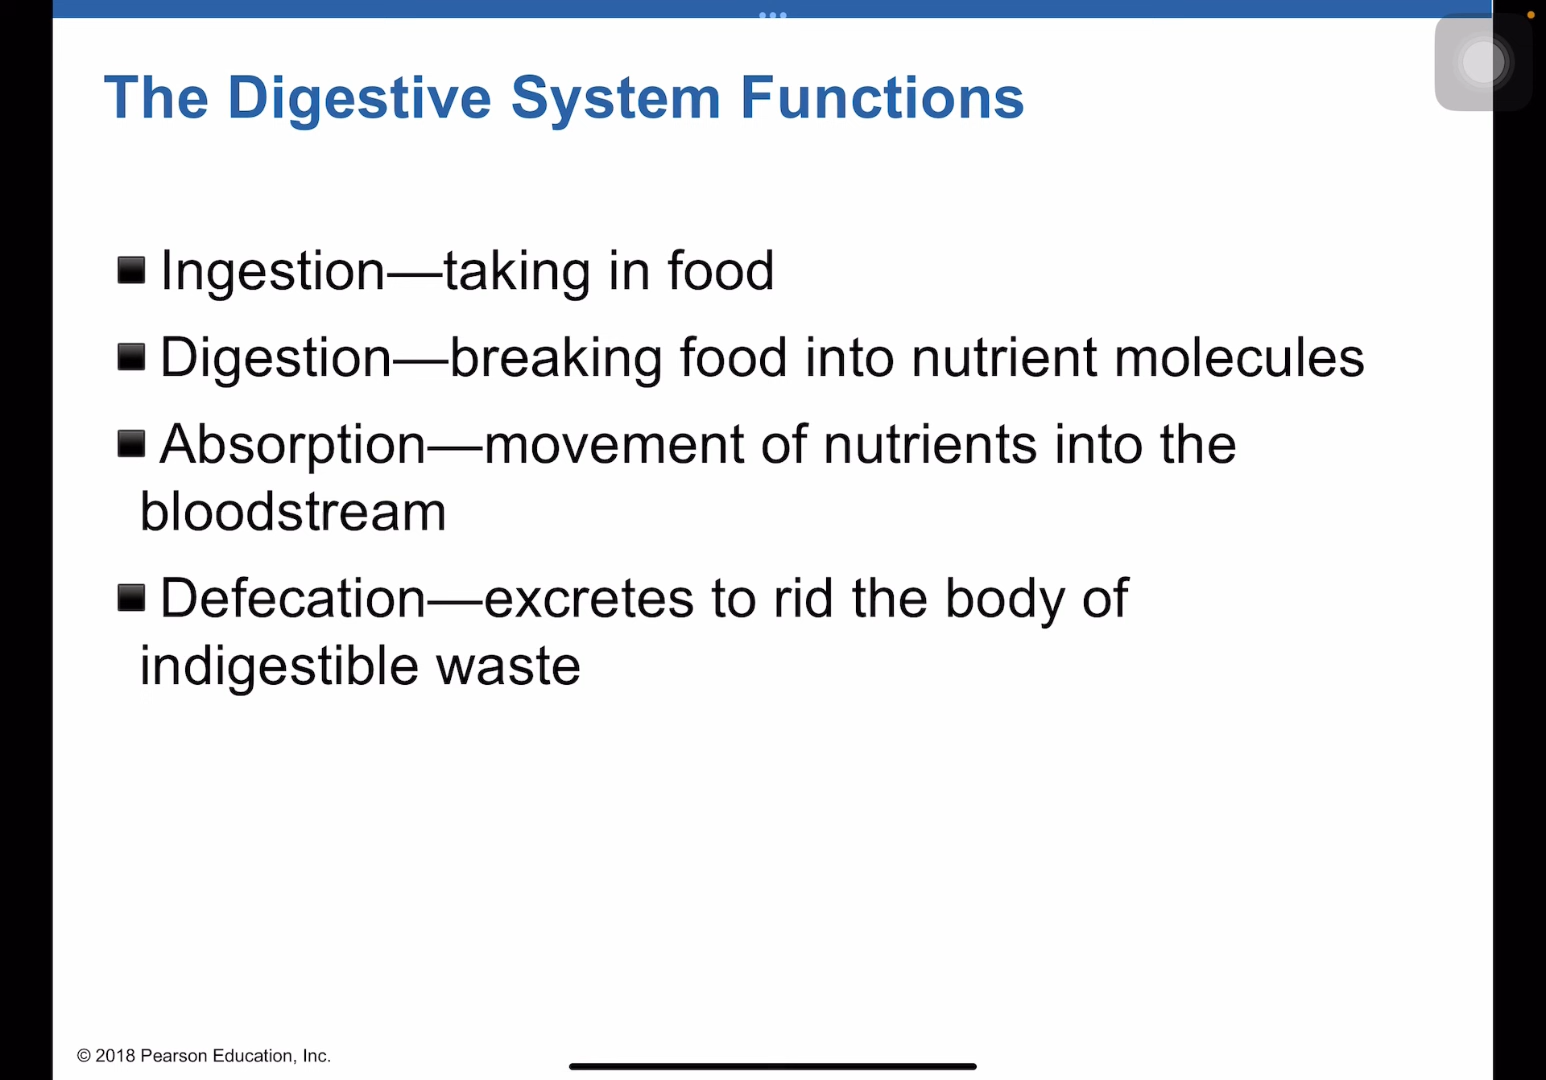 The Digestive System Functions
Ingestion—taking in food
Digestion—breaking food into nutrient molecules
Absorption—movement of nutrients into the
bloodstream
Defecation—excretes to rid the body of
indigestible waste
© 2018 Pearson Education, Inc.